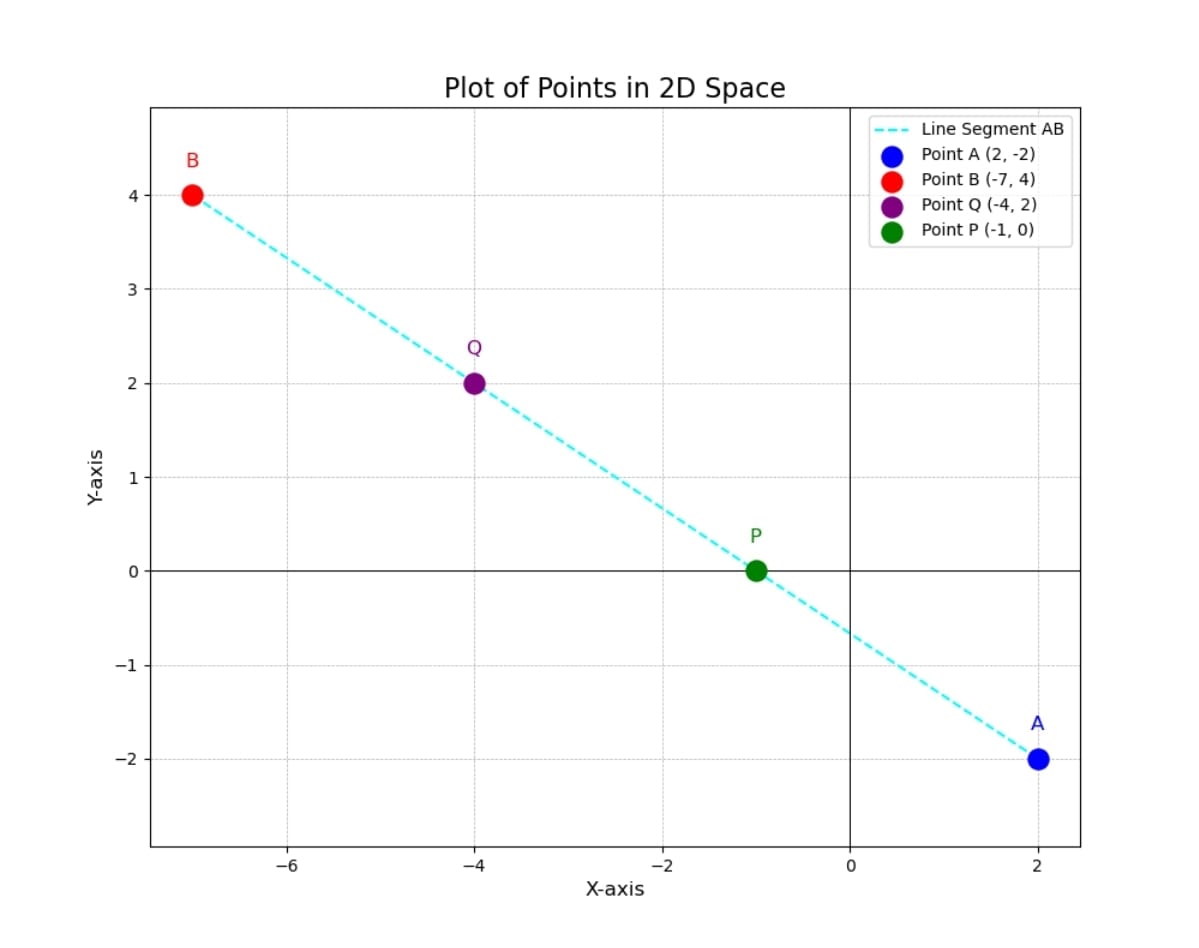 Plot of Points in 2D Space
Line Segment AB
Point A (2, -2)
Point B (-7, 4)
Point Q (-4, 2)
Point P (-1, 0)
B
Q
P
A
4
3
2
1
0
−1
−2
Y-axis
−6 −4 −2 0 2
X-axis